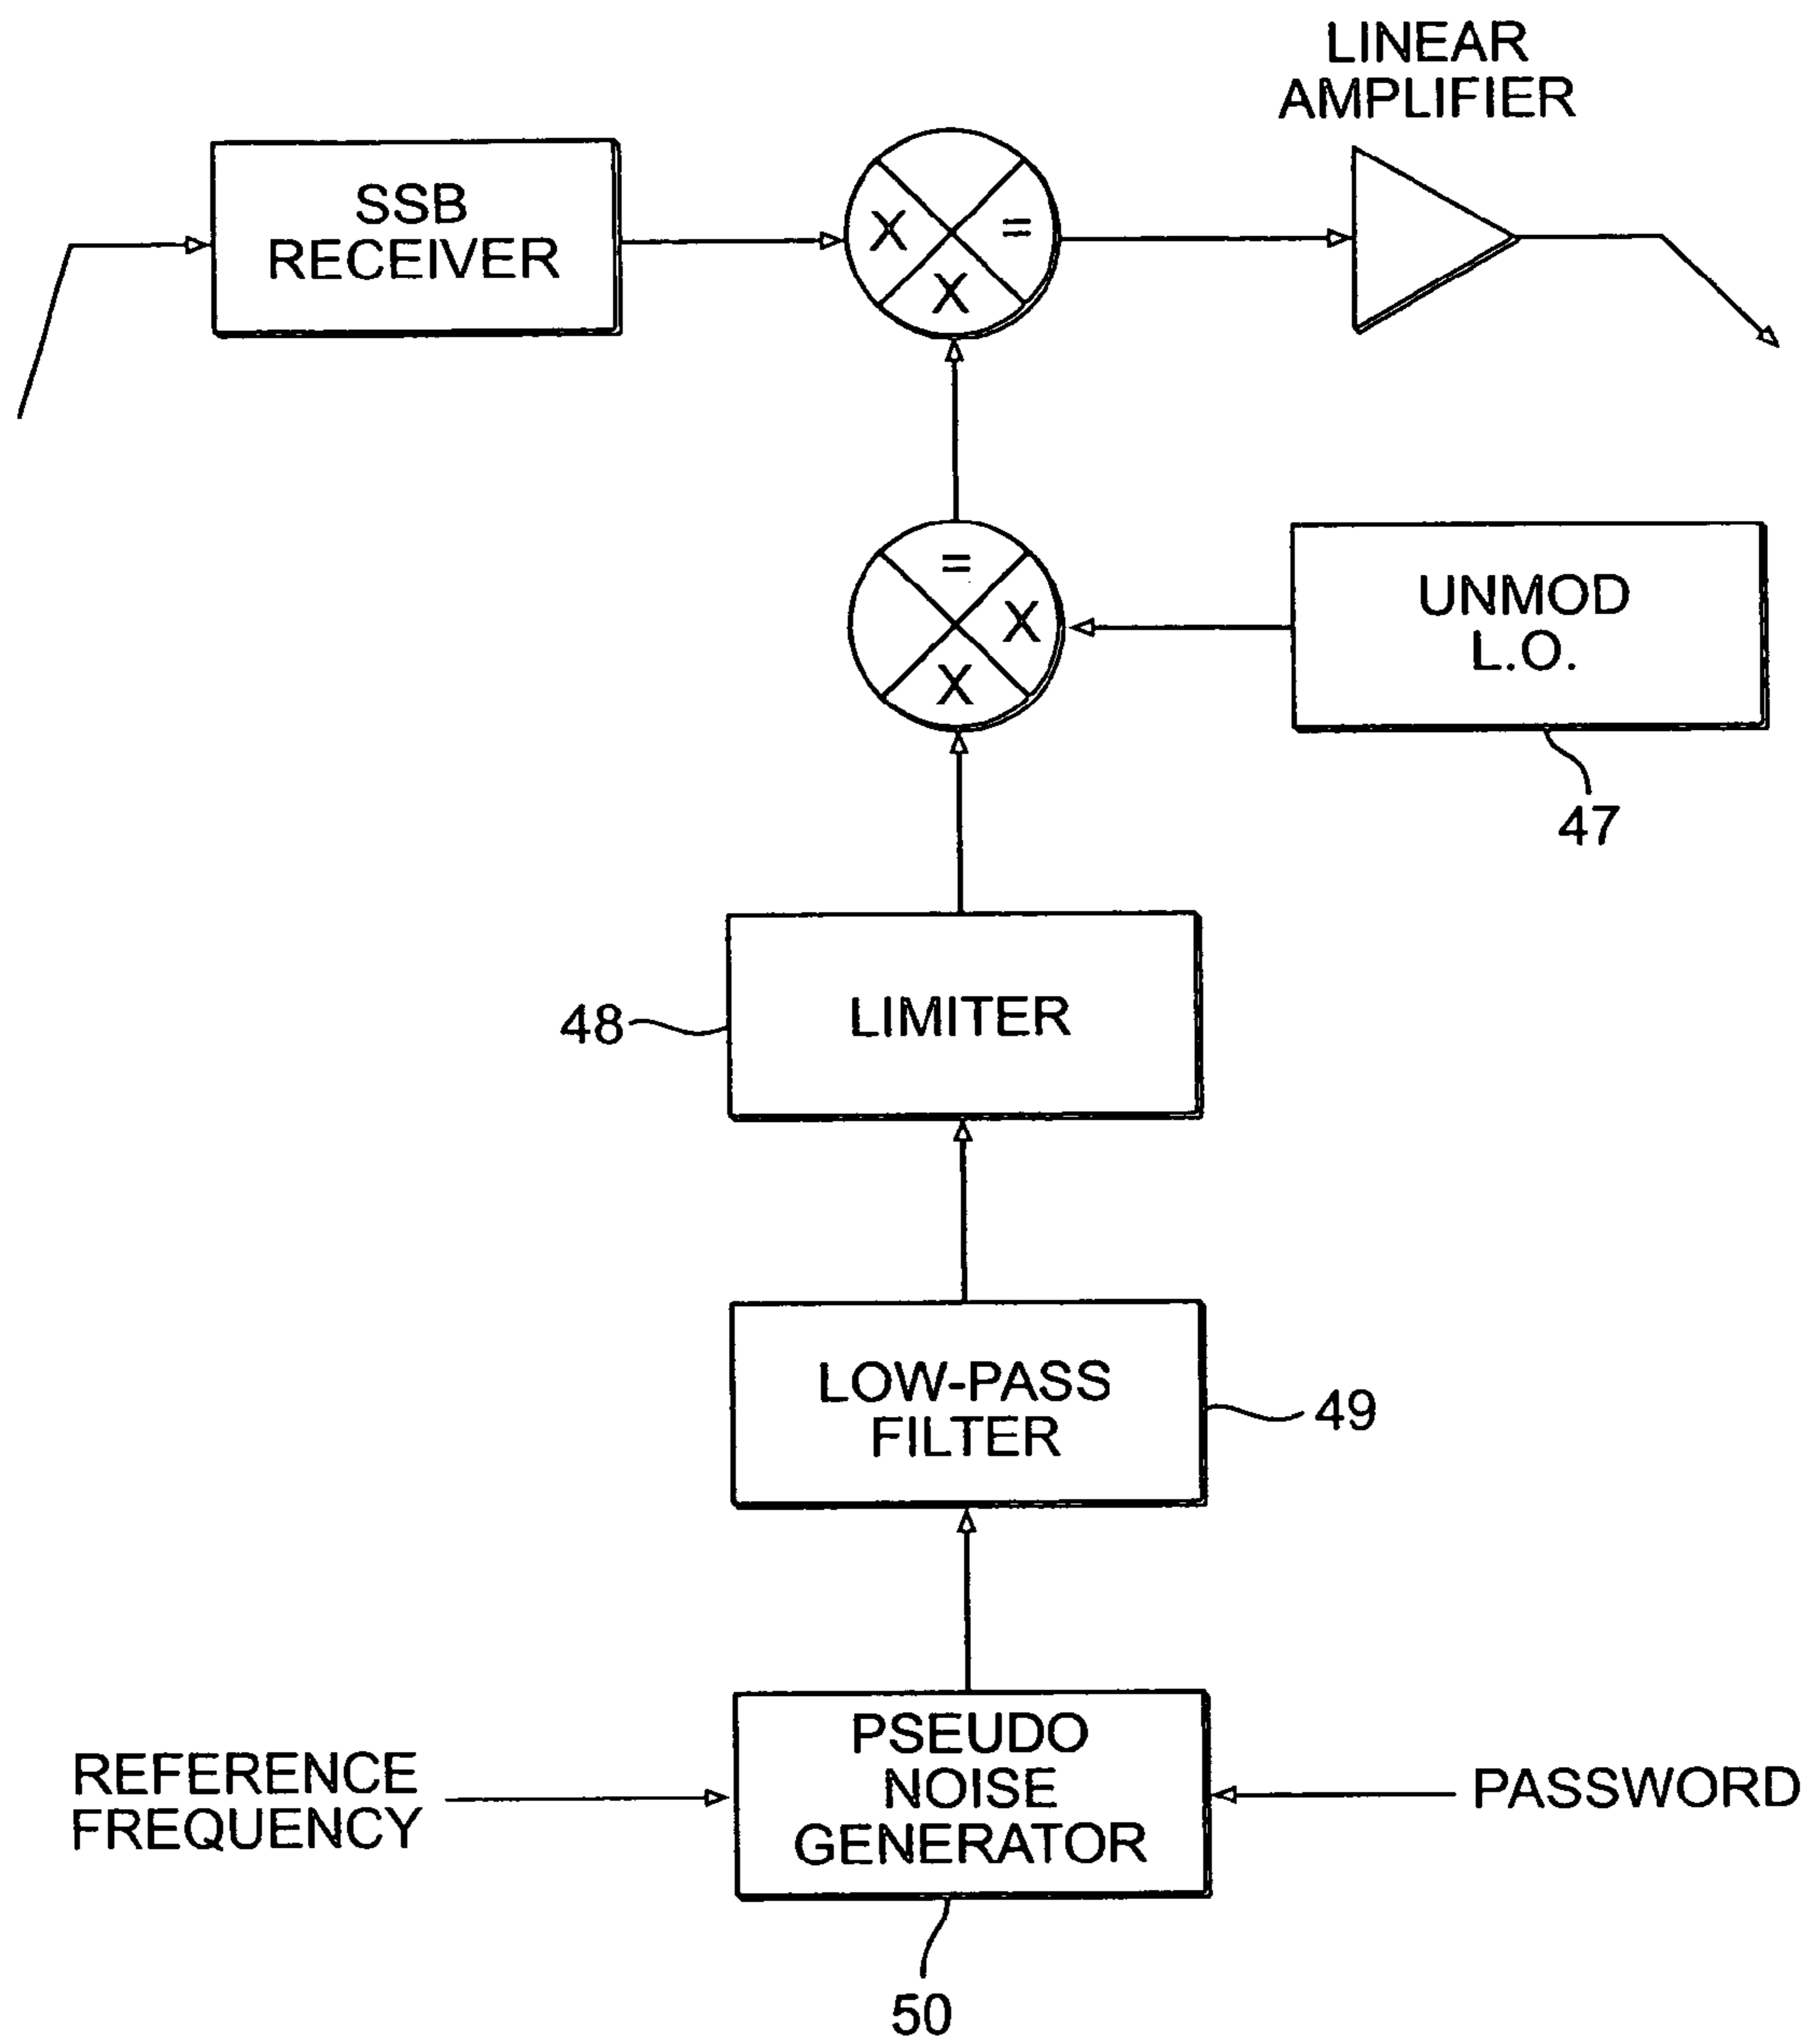 LINEAR
AMPLIFIER
SSB
RECEIVER
X
=
X
=
X
X
UNMOD
L.O.
47
LIMITER
48
LOW-PASS
FILTER
49
PSEUDO
NOISE
GENERATOR
REFERENCE
FREQUENCY
PASSWORD
50